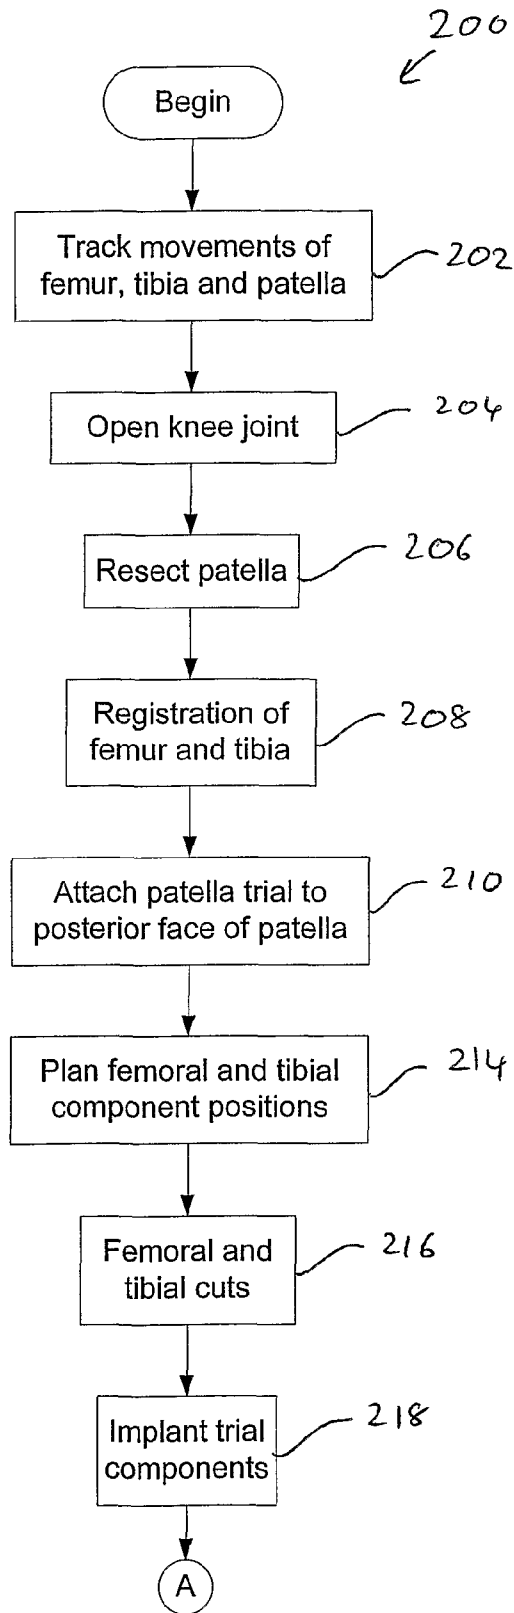 200
Begin
Track movements of
femur, tibia and patella
202
Open knee joint
204
Resect patella
206
Registration of
femur and tibia
208
Attach patella trial to
posterior face of patella
210
Plan femoral and tibial
component positions
214
Femoral and
tibial cuts
216
Implant trial
components
218
A